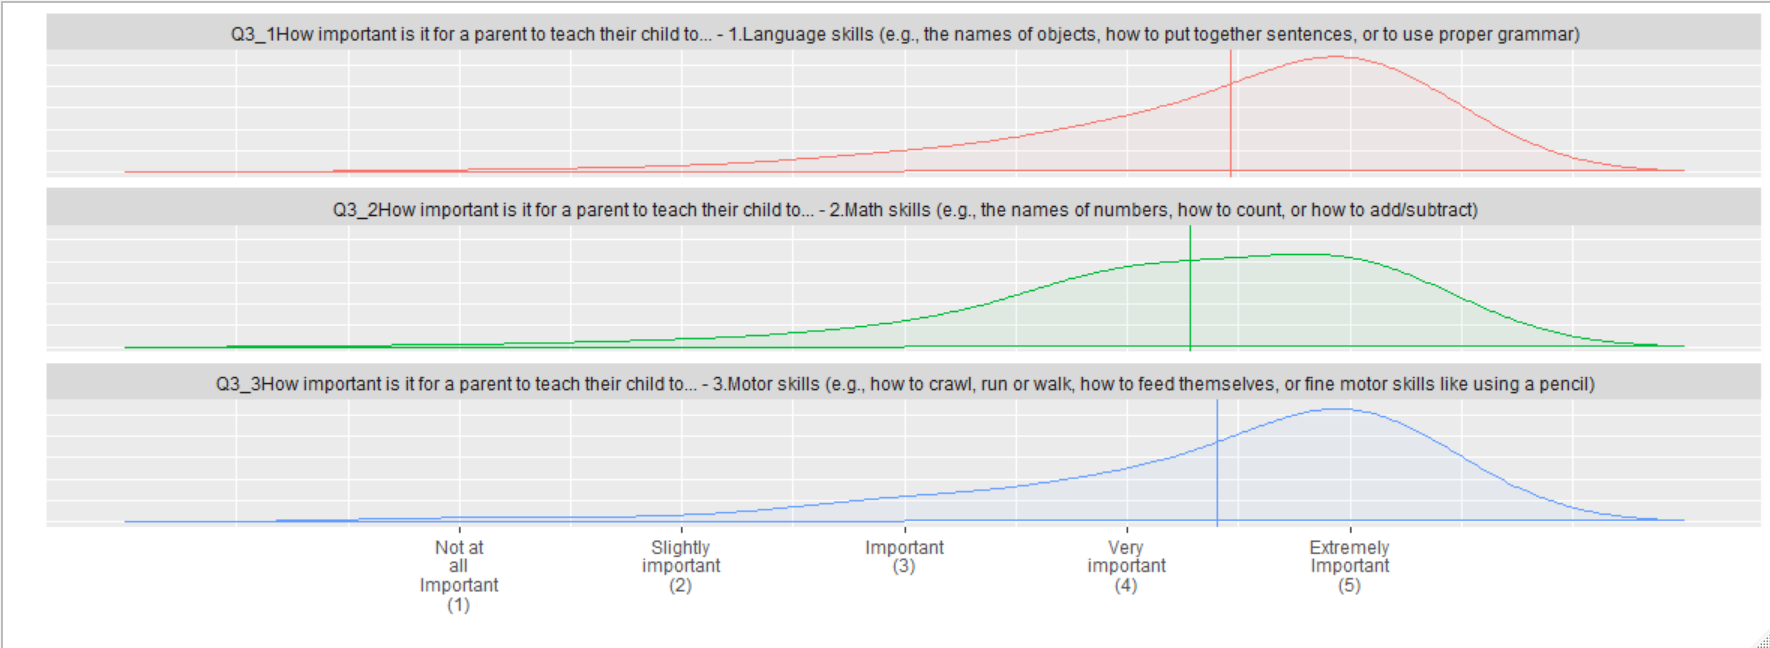 Q3_1How important is it for a parent to teach their child to... - 1.Language skills (e.g., the names of objects, how to put together sentences, or to use proper grammar)
Q3_2How important is it for a parent to teach their child to... - 2.Math skills (e.g., the names of numbers, how to count, or how to add/subtract)
Q3_3How important is it for a parent to teach their child to... - 3.Motor skills (e.g., how to crawl, run or walk, how to feed themselves, or fine motor skills like using a pencil)
Not at
all
Important
(1)
Slightly
important
(2)
Important
(3)
Very
important
(4)
Extremely
Important
(5)